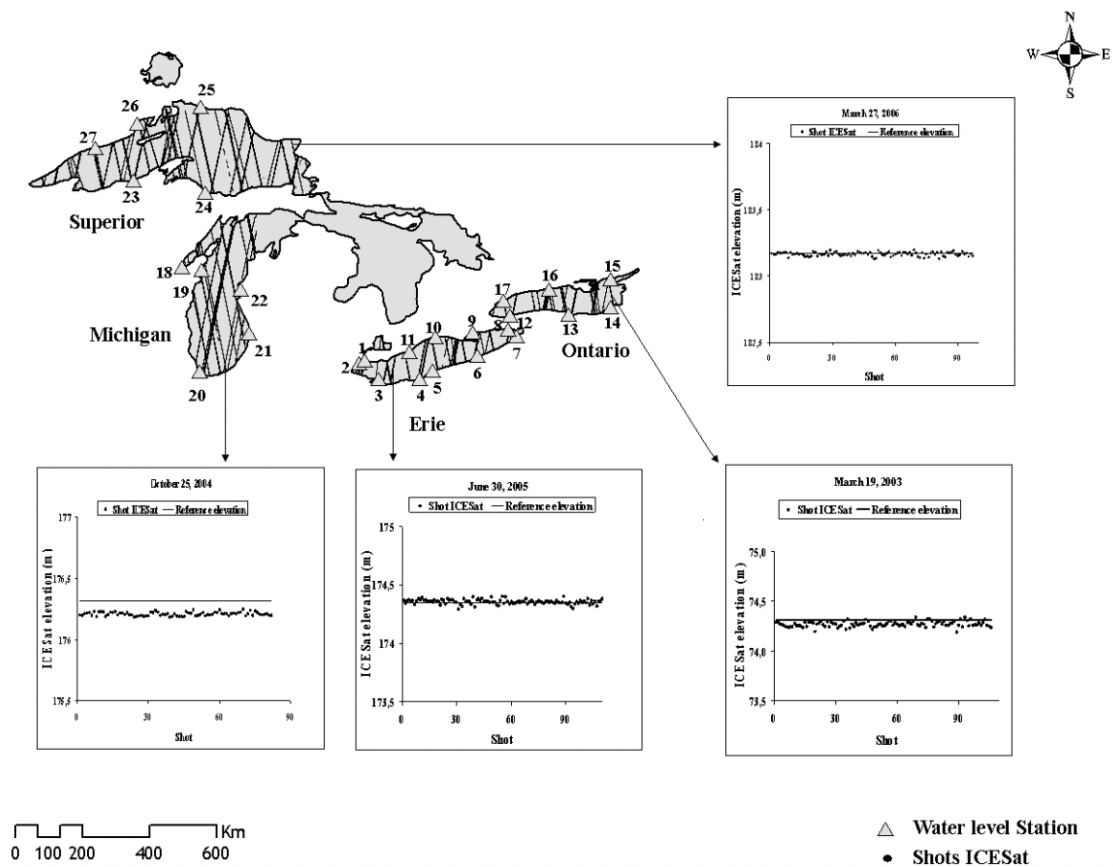 N
W E
S
25
26
27
23
24
Superior
18
19
22
Michigan
21
20
15
16
17
14
13
12
8
7
Ontario
9
10
11
1
2
6
5
4
3
Erie
March 27, 2006
Shot ICESat Reference elevation
ICESat elevation (m)
103,5
103
102,5
0 30 60 90
Shot
October 25, 2004
Shot ICESat Reference elevation
ICESat elevation (m)
177
176,5
176
175,5
0 30 60 90
Shot
June 30, 2005
Shot ICESat Reference elevation
ICESat elevation (m)
175
174,5
174
173,5
0 30 60 90
Shot
March 19, 2003
Shot ICESat Reference elevation
ICESat elevation (m)
75,0
74,5
74,0
73,5
0 30 60 90
Shot
Km
0 100 200 400 600
Water level Station
Shots ICESat